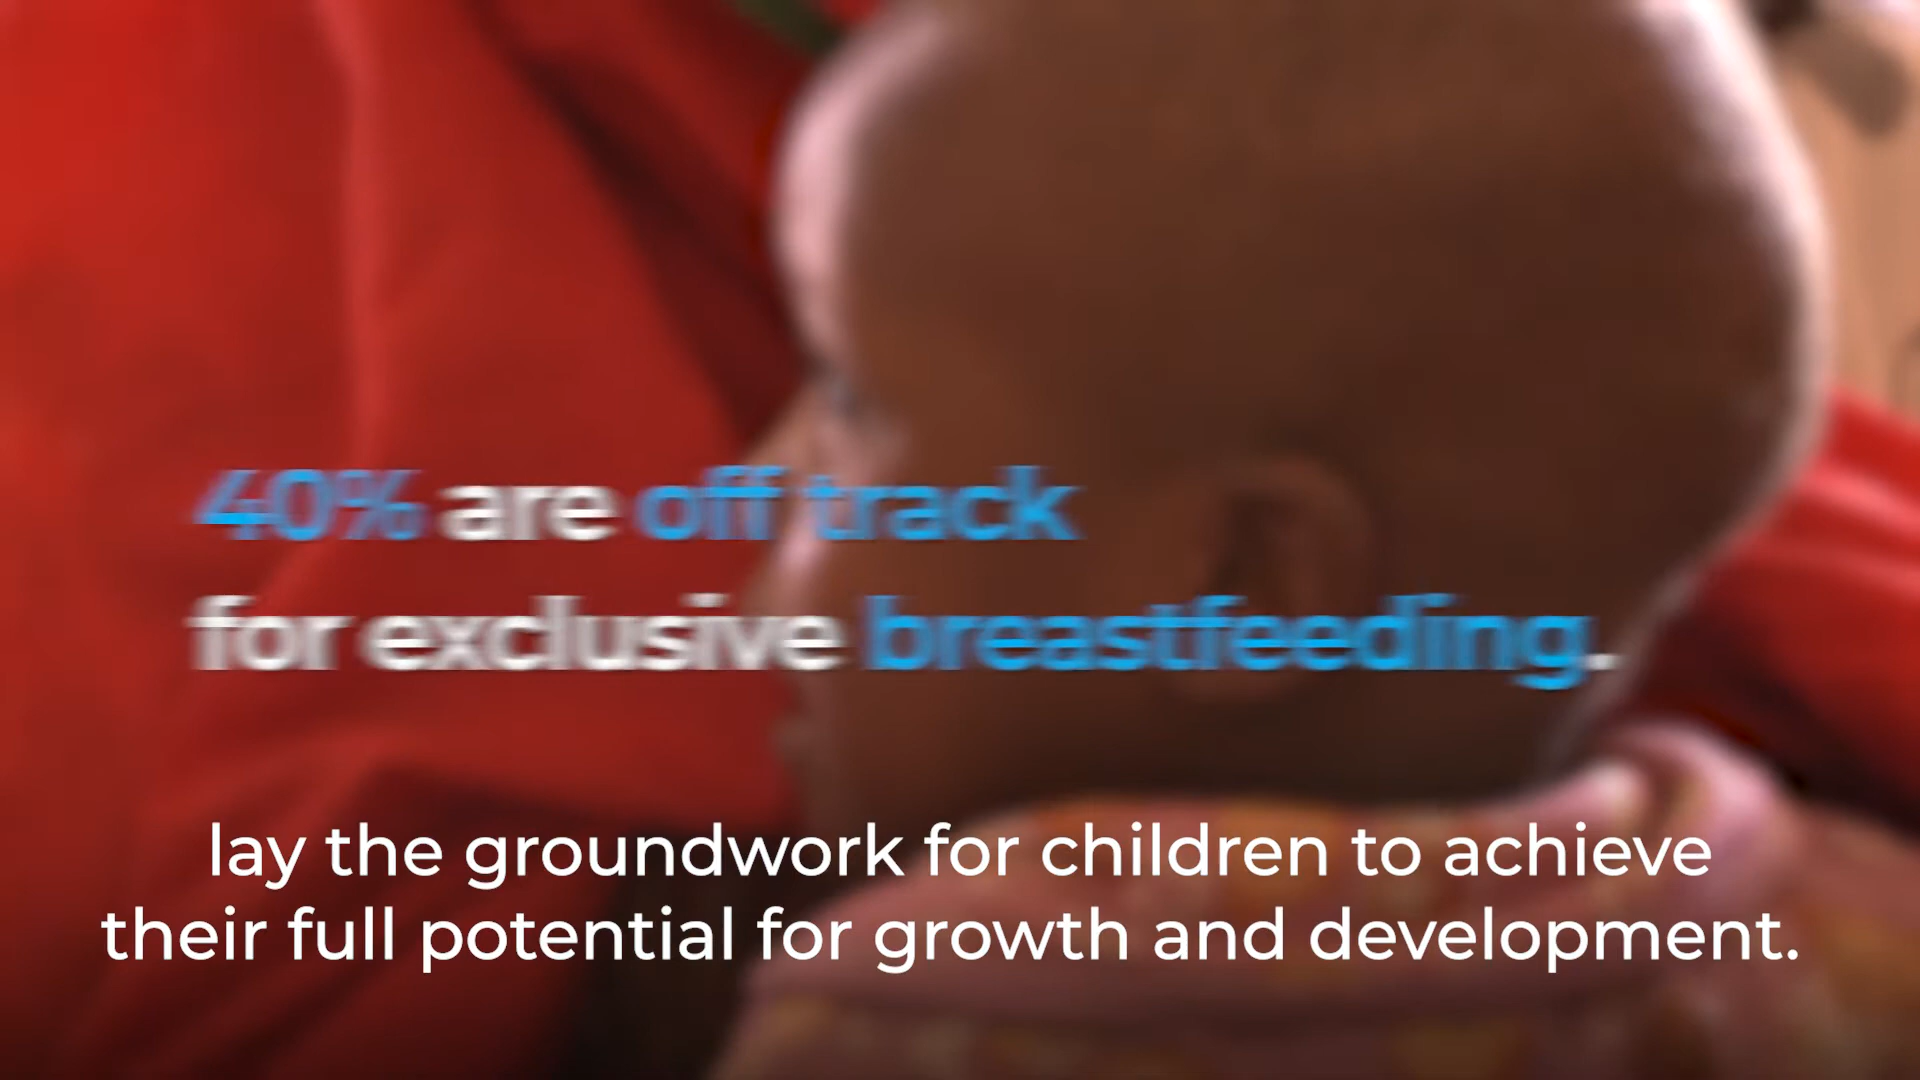 40% are off track
for exclusive breastfeeding.
lay the groundwork for children to achieve
their full potential for growth and development.